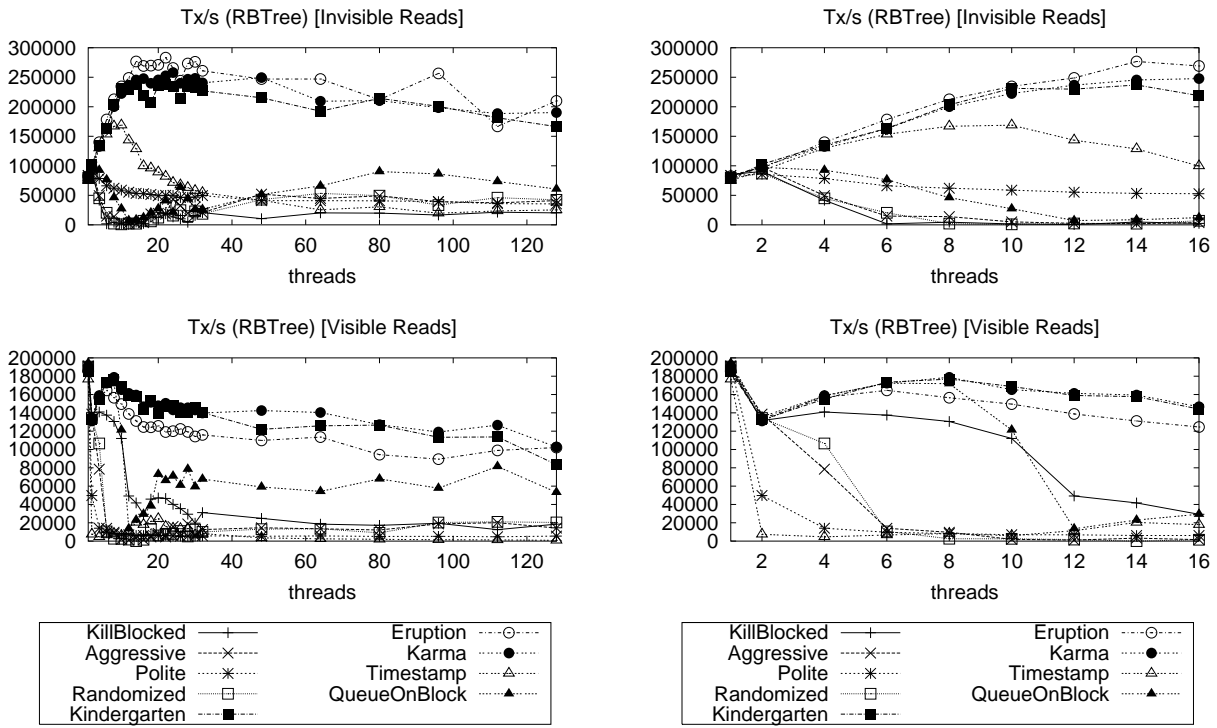 Tx/s (RBTree) [Invisible Reads]
300000
250000
200000
150000
100000
50000
0
20 40 60 80 100 120
threads
Tx/s (RBTree) [Invisible Reads]
300000
250000
200000
150000
100000
50000
0
2 4 6 8 10 12 14 16
threads
Tx/s (RBTree) [Visible Reads]
200000
180000
160000
140000
120000
100000
80000
60000
40000
20000
0
20 40 60 80 100 120
threads
Tx/s (RBTree) [Visible Reads]
200000
180000
160000
140000
120000
100000
80000
60000
40000
20000
0
2 4 6 8 10 12 14 16
threads
KillBlocked
Aggressive
Polite
Randomized
Kindergarten
Eruption
Karma
Timestamp
QueueOnBlock
KillBlocked
Aggressive
Polite
Randomized
Kindergarten
Eruption
Karma
Timestamp
QueueOnBlock